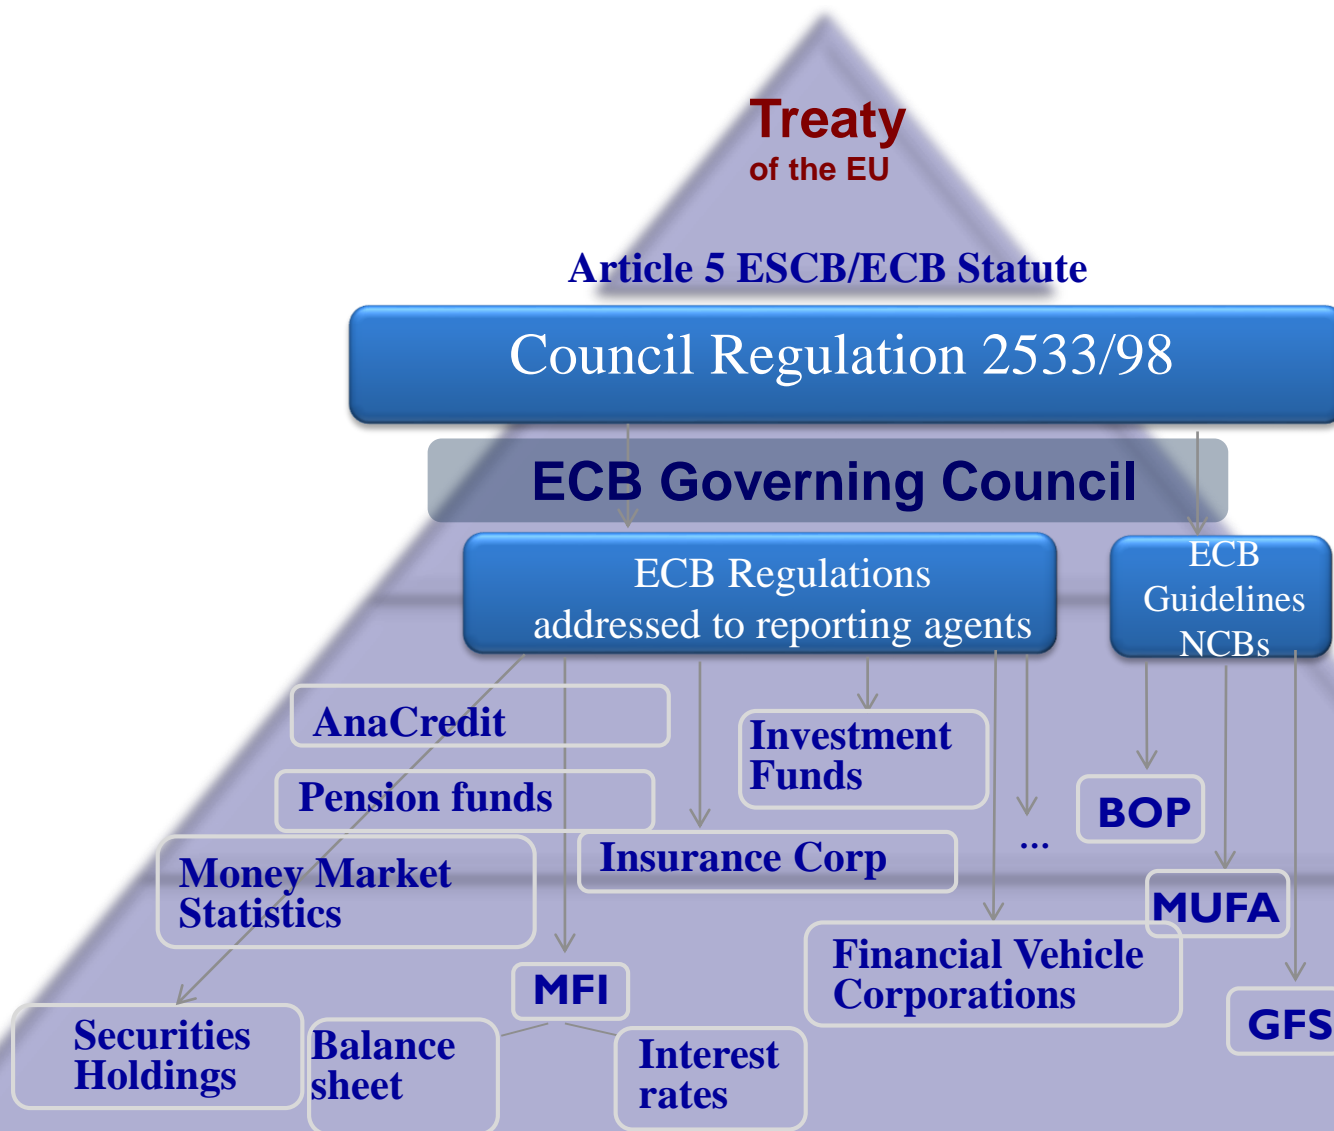 Treaty
of the EU
Article 5 ESCB/ECB Statute
Council Regulation 2533/98
ECB Governing Council
ECB Regulations
addressed to reporting agents
ECB
Guidelines
NCBs
AnaCredit
Investment
Funds
Pension funds
BOP
...
Insurance Corp
Money Market
Statistics
MUFA
Financial Vehicle
Corporations
MFI
GFS
Securities
Holdings
Balance
sheet
Interest
rates